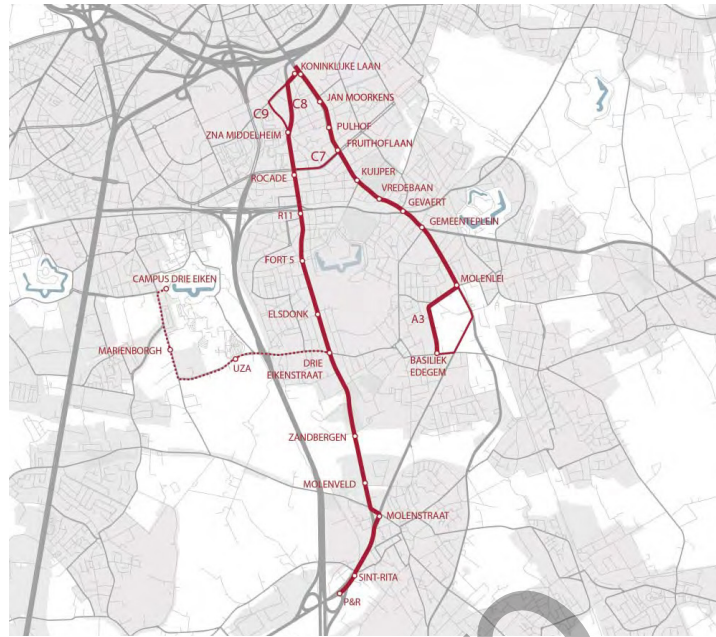 KONINKLIJKE LAAN
C8
JAN MOORKENS
C9
PULHOF
ZNA MIDDELHEIM
FRUITHOFLAAN
C7
ROCADE
KUIJPER
VREDEBAAN
GEVAERT
R11
GEMEENTEPLEIN
FORT 5
CAMPUS DRIE EIKEN
MOLENLEI
ELSDONK
A3
MARIENBORGH
UZA
DRIE
EIKENSTRAAT
BASILIEK
EDEGEM
ZANDBERGEN
MOLENVELD
MOLENSTRAAT
SINT-RITA
P&R